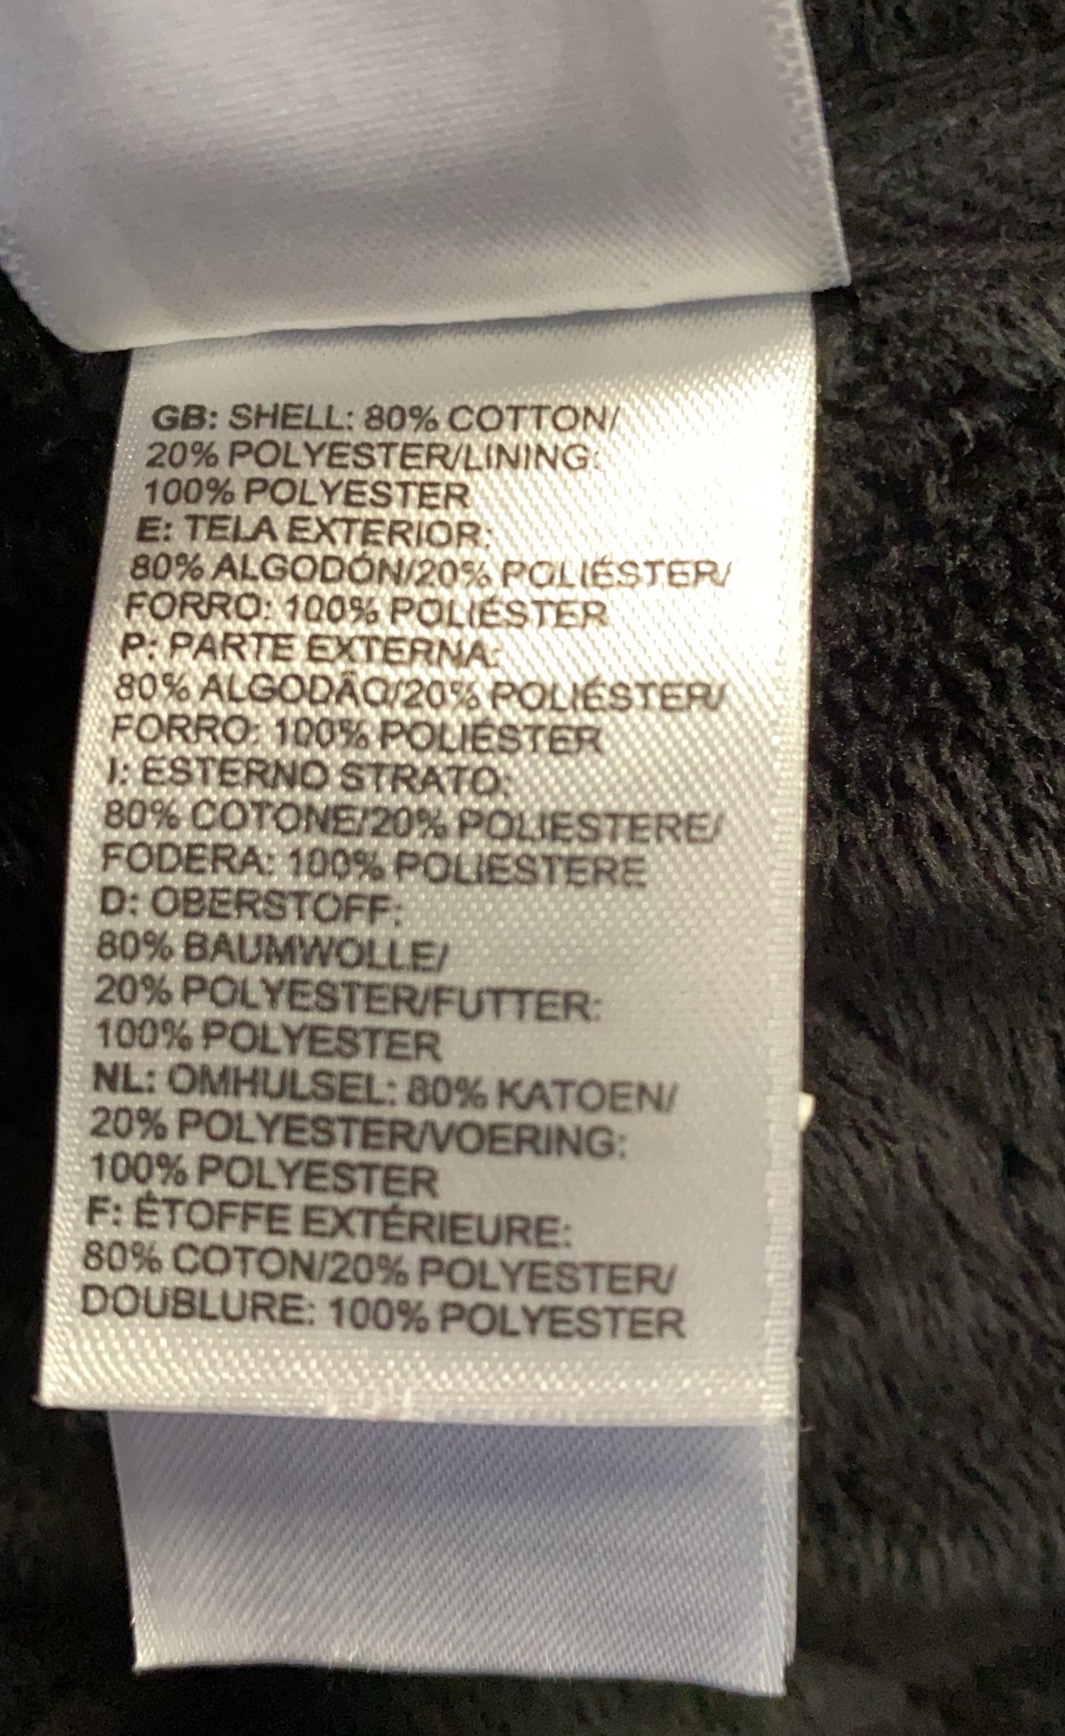 GB: SHELL: 80% COTTON/
20% POLYESTER/LINING:
100% POLYESTER
E: TELA EXTERIOR:
80% ALGODÓN/20% POLIÉSTER/
FORRO: 100% POLIÉSTER
P: PARTE EXTERNA:
80% ALGODÃO/20% POLIÉSTER/
FORRO: 100% POLIÉSTER
I: ESTERNO STRATO:
80% COTONE/20% POLIESTERE/
FODERA: 100% POLIESTERE
D: OBERSTOFF:
80% BAUMWOLLE/
20% POLYESTER/FUTTER:
100% POLYESTER
NL: OMHULSEL: 80% KATOEN/
20% POLYESTER/VOERING:
100% POLYESTER
F: ÉTOFFE EXTÉRIEURE:
80% COTON/20% POLYESTER/
DOUBLURE: 100% POLYESTER